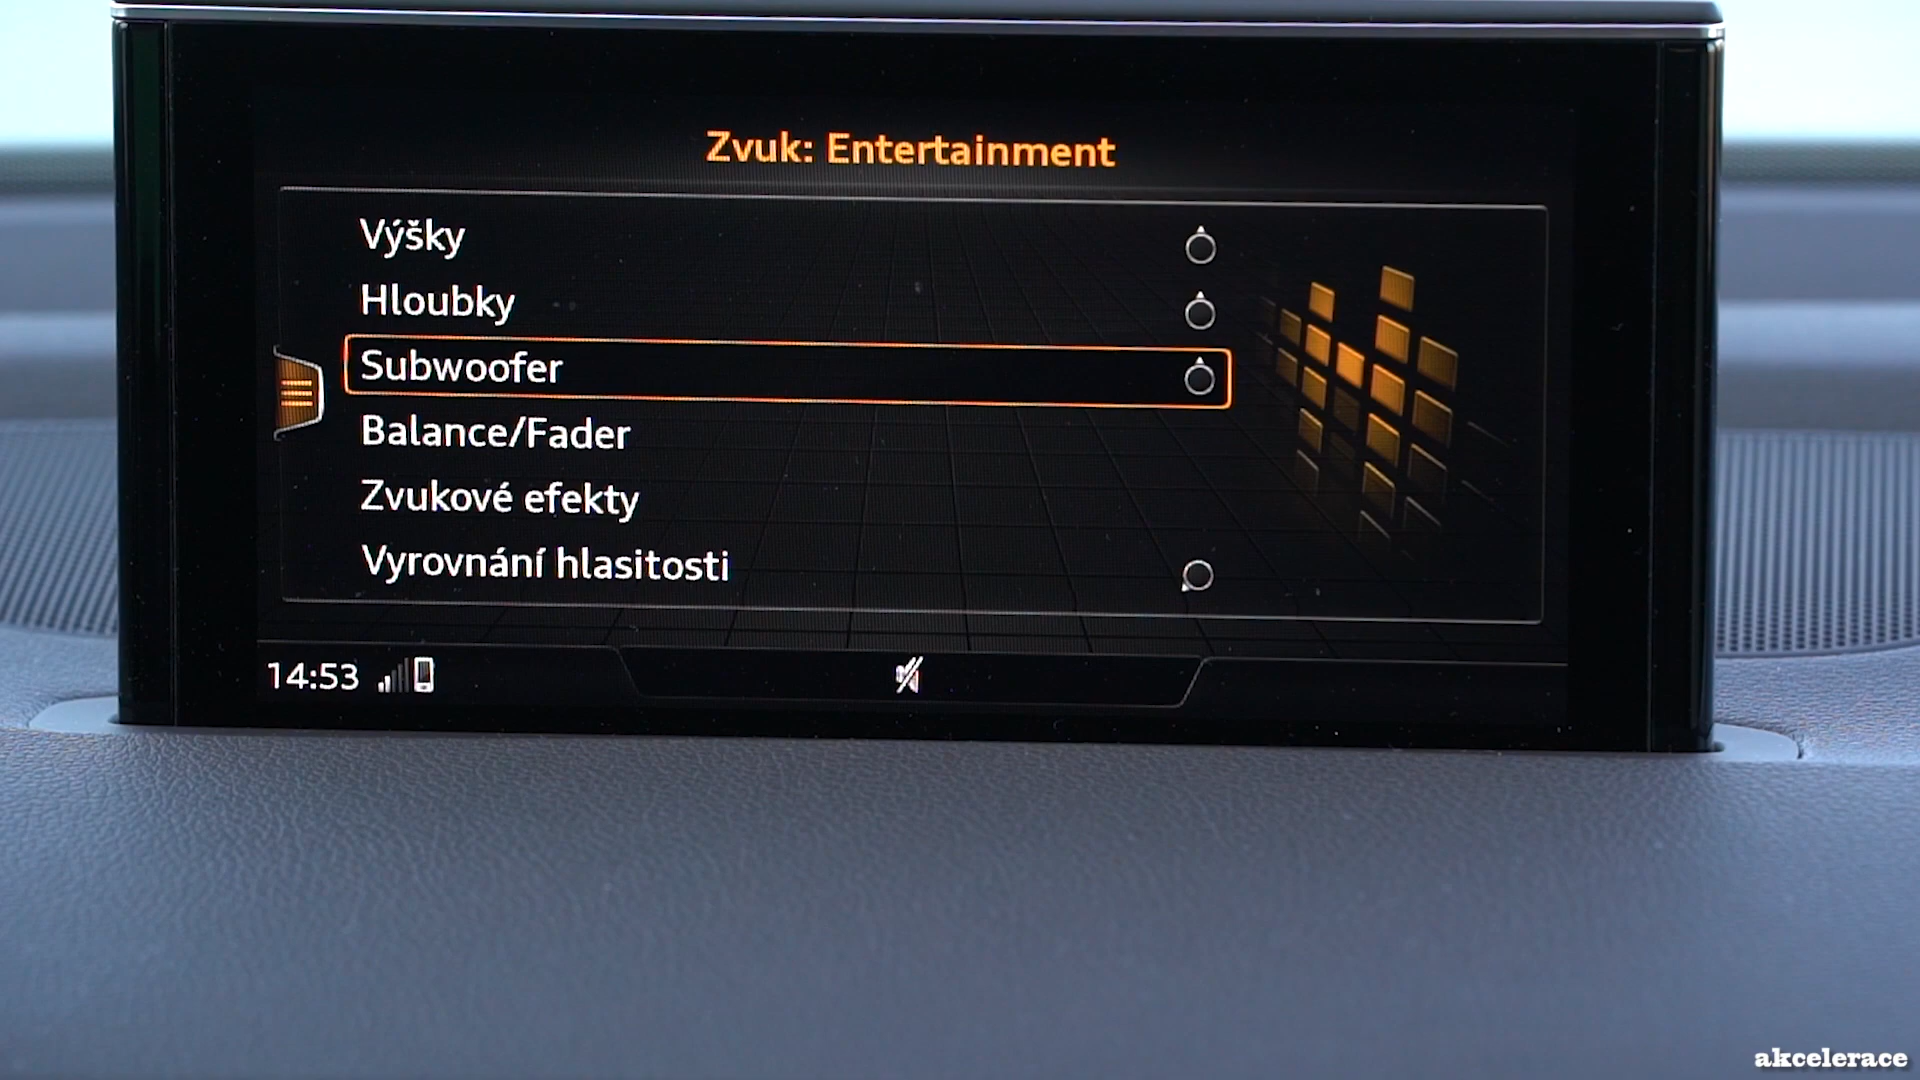 Zvuk: Entertainment
Výšky
Hloubky
Subwoofer
Balance/Fader
Zvukové efekty
Vyrovnání hlasitosti
14:53
akcelerace